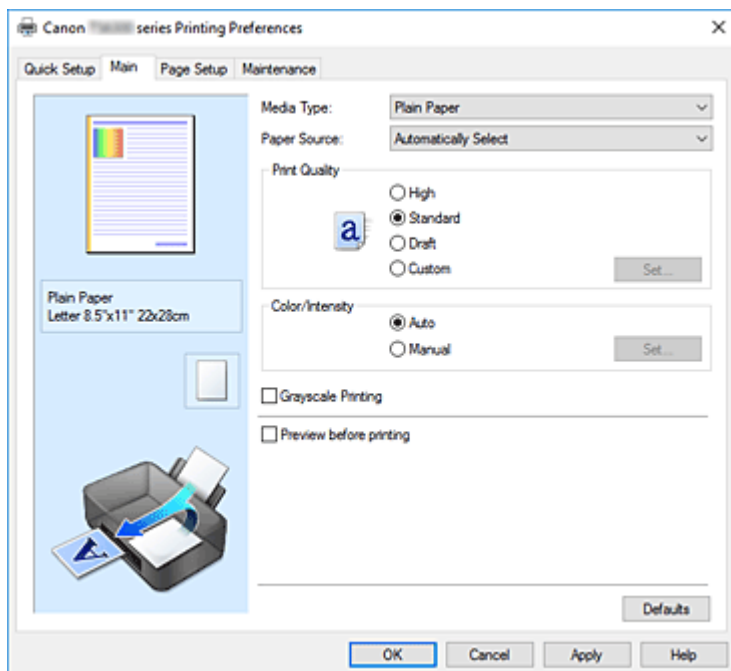 Canon series Printing Preferences
Quick Setup Main Page Setup Maintenance
Media Type: Plain Paper
Paper Source: Automatically Select
Print Quality
High
a Standard
Draft
Custom Set...
Plain Paper
Letter 8.5"x11" 22x28cm
Color/Intensity
Auto
Manual Set...
Grayscale Printing
Preview before printing
A
Defaults
OK Cancel Apply Help